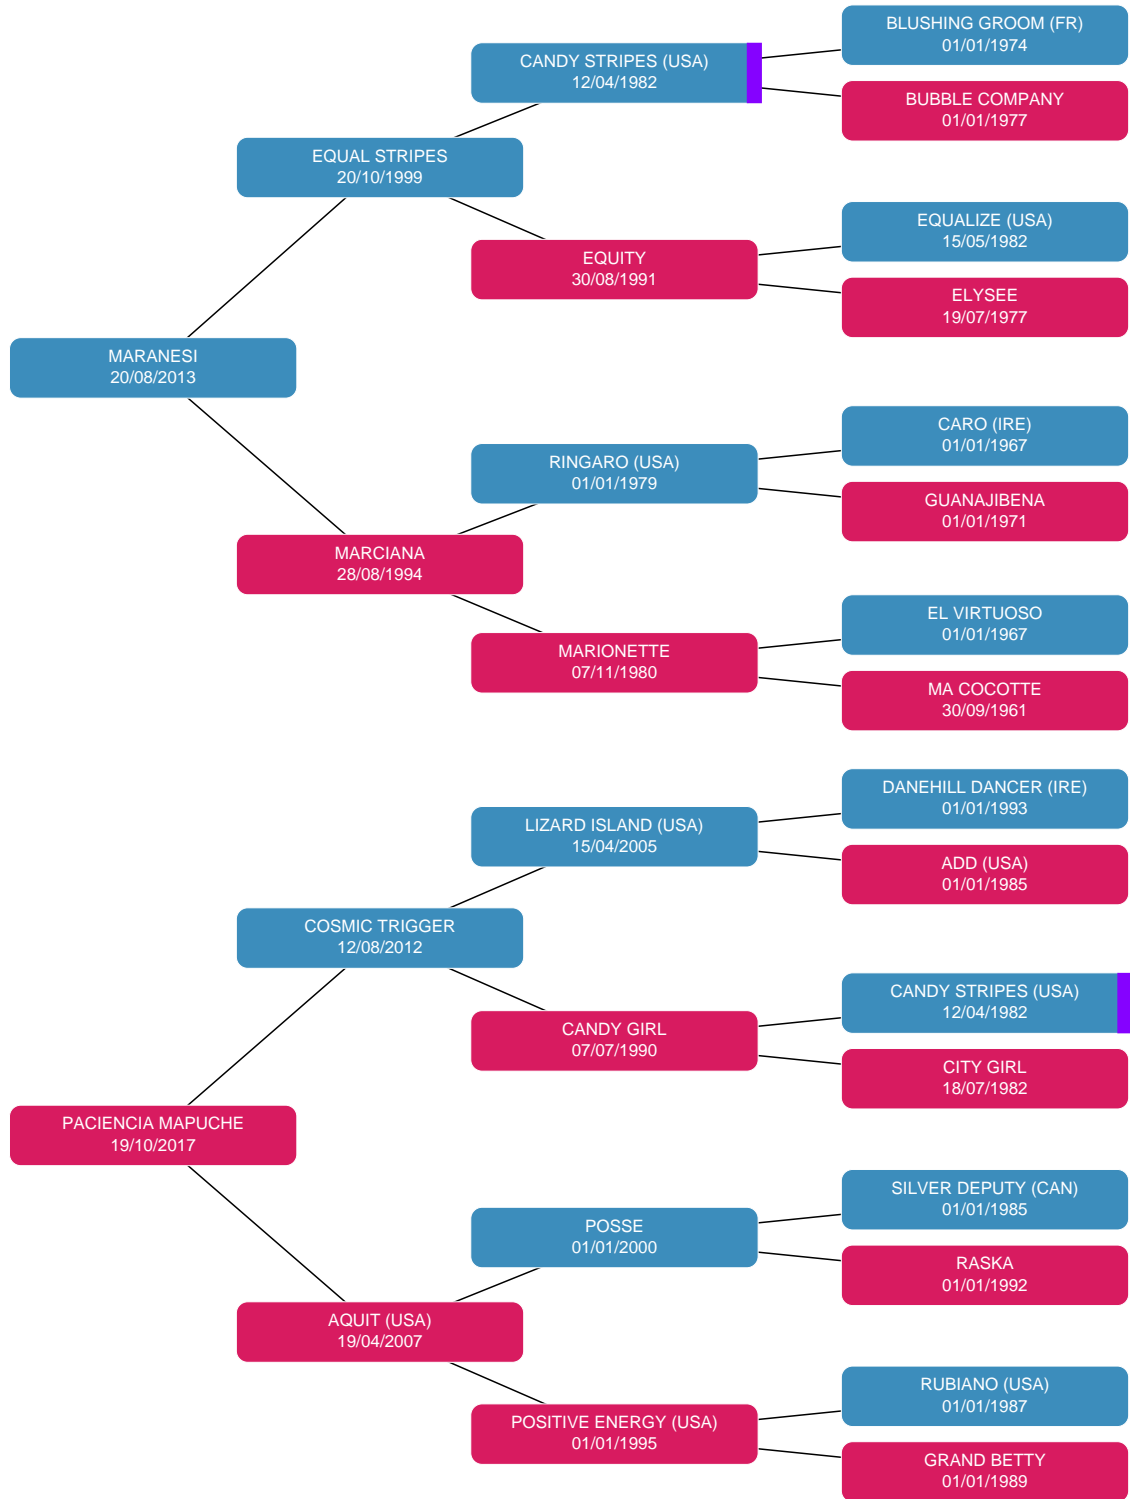 BLUSHING GROOM (FR)
01/01/1974
CANDY STRIPES (USA)
12/04/1982
BUBBLE COMPANY
01/01/1977
EQUAL STRIPES
20/10/1999
EQUALIZE (USA)
15/05/1982
EQUITY
30/08/1991
ELYSEE
19/07/1977
MARANESI
20/08/2013
CARO (IRE)
01/01/1967
RINGARO (USA)
01/01/1979
GUANAJIBENA
01/01/1971
MARCIANA
28/08/1994
EL VIRTUOSO
01/01/1967
MARIONETTE
07/11/1980
MA COCOTTE
30/09/1961
DANEHILL DANCER (IRE)
01/01/1993
LIZARD ISLAND (USA)
15/04/2005
ADD (USA)
01/01/1985
COSMIC TRIGGER
12/08/2012
CANDY STRIPES (USA)
12/04/1982
CANDY GIRL
07/07/1990
CITY GIRL
18/07/1982
PACIENCIA MAPUCHE
19/10/2017
SILVER DEPUTY (CAN)
01/01/1985
POSSE
01/01/2000
RASKA
01/01/1992
AQUIT (USA)
19/04/2007
RUBIANO (USA)
01/01/1987
POSITIVE ENERGY (USA)
01/01/1995
GRAND BETTY
01/01/1989